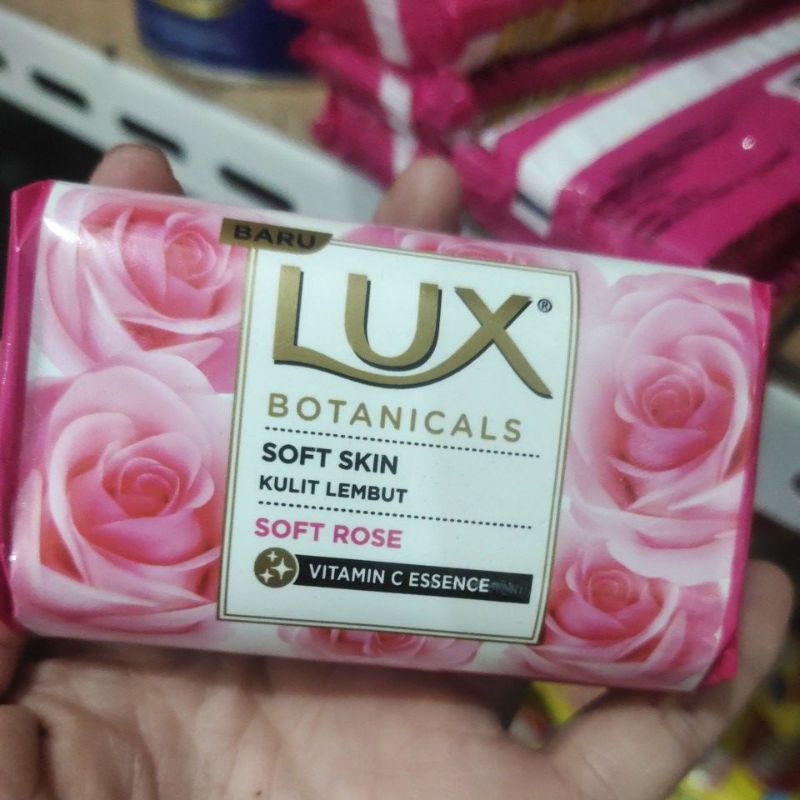 BARU
LUX®
BOTANICALS
SOFT SKIN
KULIT LEMBUT
SOFT ROSE
VITAMIN C ESSENCE